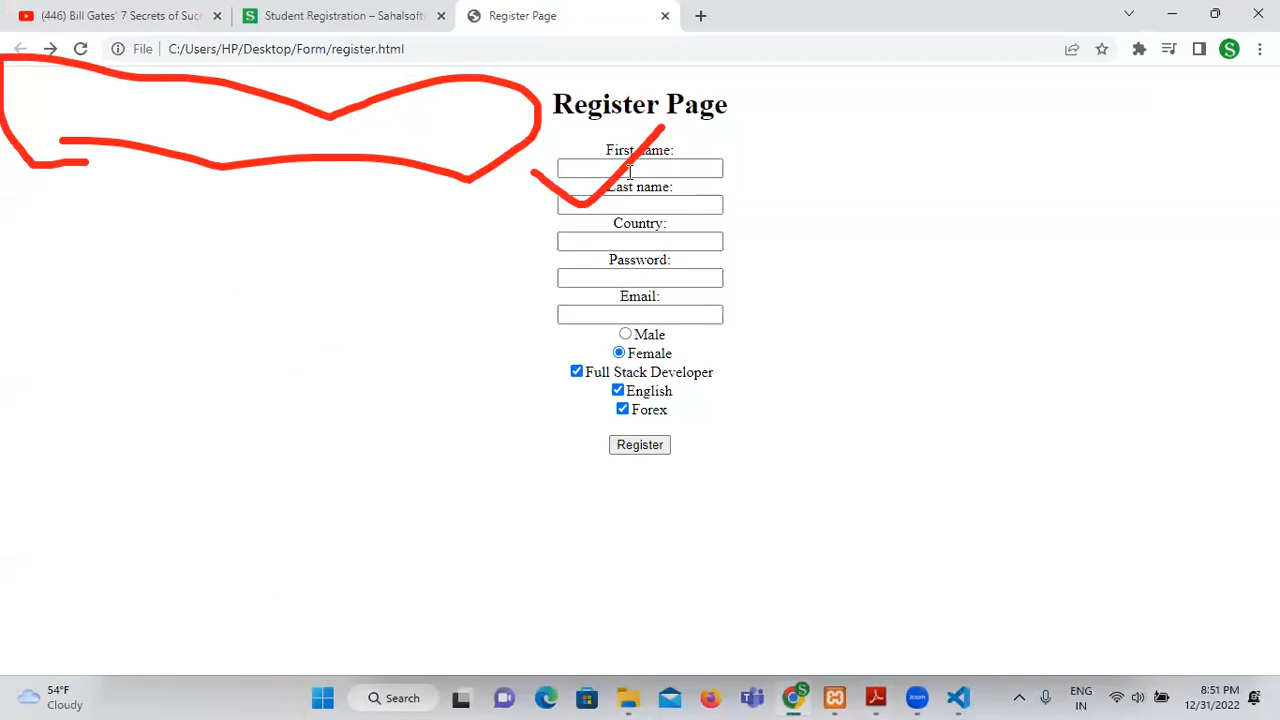 (446) Bill Gates' 7 Secrets of Suc
Student Registration – Sahalsoft
Register Page
File
C:/Users/HP/Desktop/Form/register.html
S
Register Page
First name:
Last name:
Country:
Password:
Email:
Male
Female
Full Stack Developer
English
Forex
Register
54°F
Cloudy
Search
zoom
ENG
IN
8:51 PM
12/31/2022